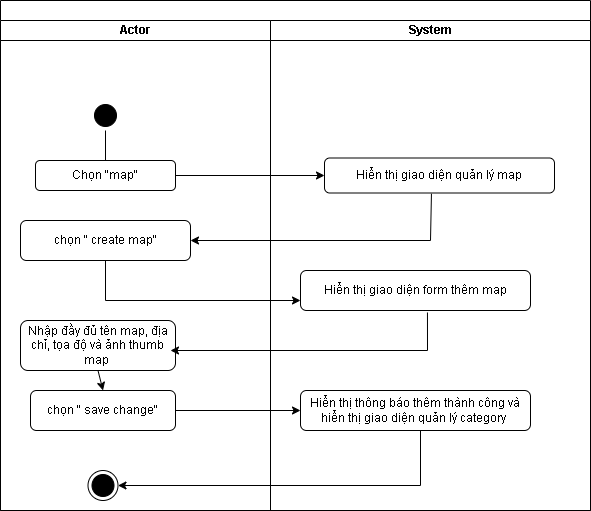 Actor
System
Chọn "map"
Hiển thị giao diện quản lý map
chọn " create map"
Hiển thị giao diện form thêm map
Nhập đầy đủ tên map, địa
chỉ, tọa độ và ảnh thumb
map
chọn " save change"
Hiển thị thông báo thêm thành công và
hiển thị giao diện quản lý category